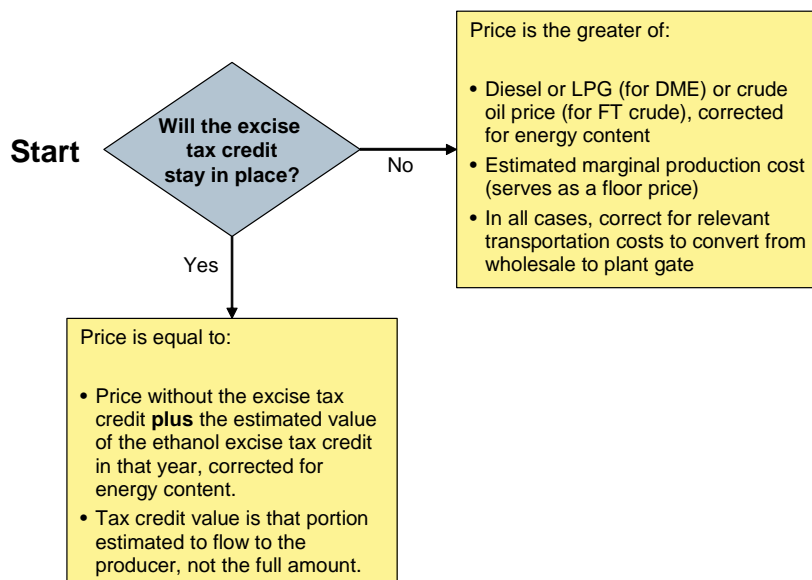 Start
Will the excise
tax credit
stay in place?
No
Yes
Price is the greater of:
• Diesel or LPG (for DME) or crude
oil price (for FT crude), corrected
for energy content
• Estimated marginal production cost
(serves as a floor price)
• In all cases, correct for relevant
transportation costs to convert from
wholesale to plant gate
Price is equal to:
• Price without the excise tax
credit plus the estimated value
of the ethanol excise tax credit
in that year, corrected for
energy content.
• Tax credit value is that portion
estimated to flow to the
producer, not the full amount.